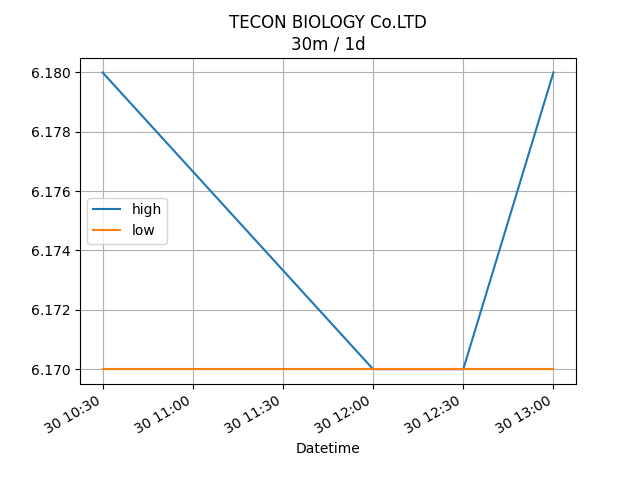 TECON BIOLOGY Co.LTD
30m / 1d
6.180
6.178
6.176
6.174
6.172
6.170
high
low
30 10:30
30 11:00
30 11:30
30 12:00
30 12:30
30 13:00
Datetime